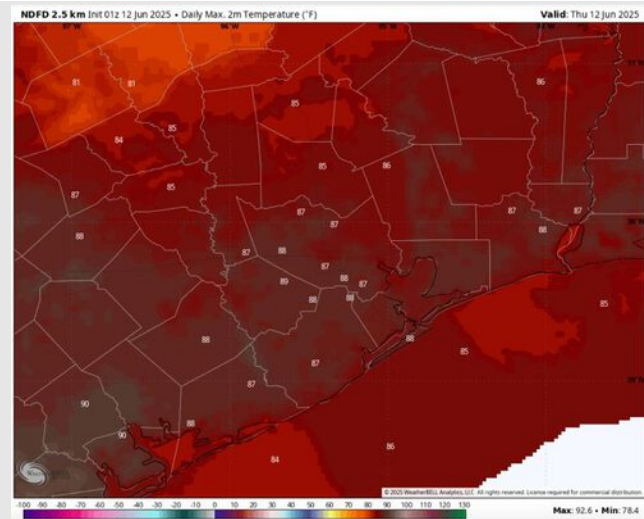 NDFD 2.5 km Init 01z 12 Jun 2025 • Daily Max. 2m Temperature (°F) Valid: Thu 12 Jun 2025
81 81 86
85
84 85
85 86
85
87 87 87 87
88 87 88
87 88
87
89 88 87
88 88 85
88 88
85
87
87
90
88
90
86
84
© 2025 WeatherBELL Analytics, LLC All rights reserved. License required for commercial distribution.
-100 -90 -80 -70 -60 -50 -40 -30 -20 -10 0 10 20 30 40 50 60 70 80 90 100 110 120 130 Max: 92.6 • Min: 78.4